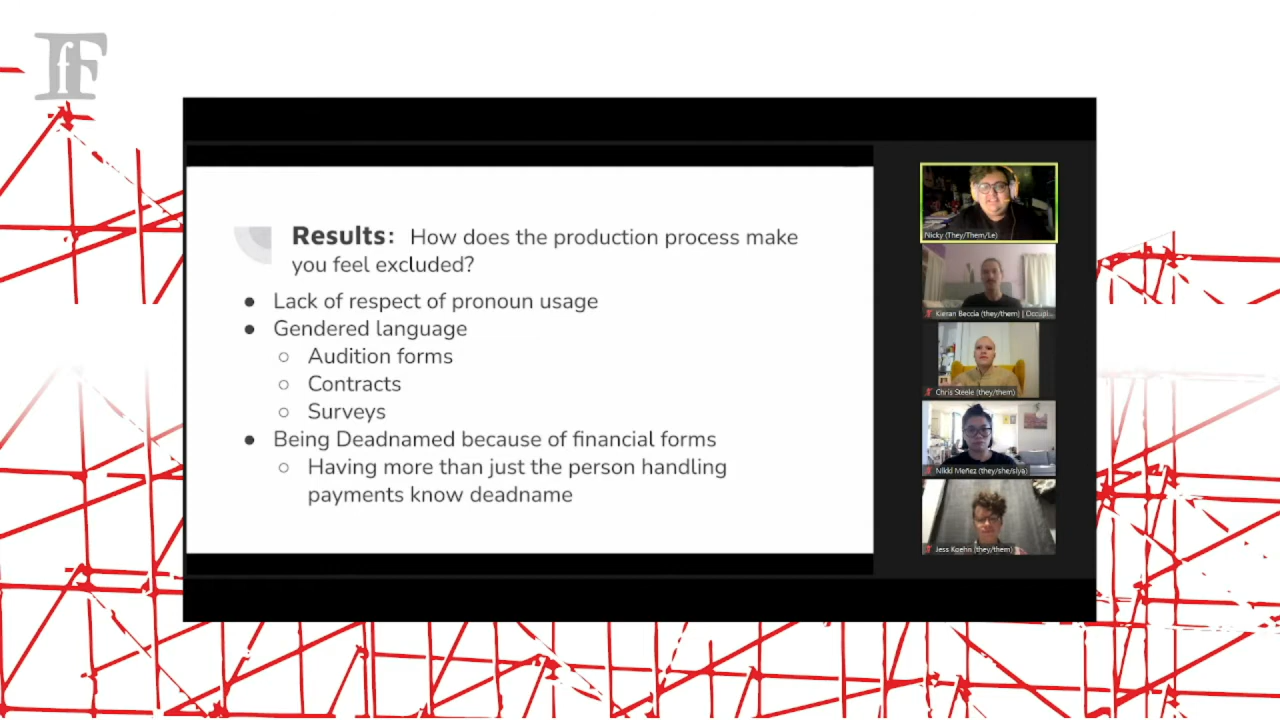 fF
Results: How does the production process make
you feel excluded?
● Lack of respect of pronoun usage
● Gendered language
○ Audition forms
○ Contracts
○ Surveys
● Being Deadnamed because of financial forms
○ Having more than just the person handling
payments know deadname
Nicky (They/Them/Le)
Kieran Beccia (they/them) | Occupi...
Chris Steele (they/them)
Nikki Meñez (they/she/siya)
Jess Koehn (they/them)